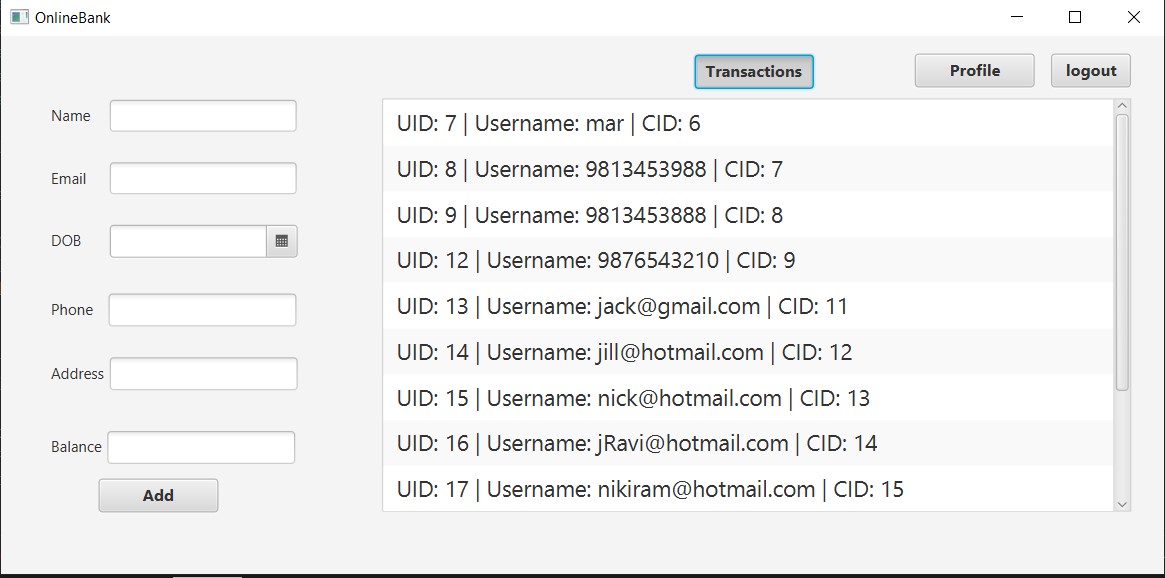 OnlineBank
Transactions
Profile
logout
Name
Email
DOB
Phone
Address
Balance
Add
UID: 7 | Username: mar | CID: 6
UID: 8 | Username: 9813453988 | CID: 7
UID: 9 | Username: 9813453888 | CID: 8
UID: 12 | Username: 9876543210 | CID: 9
UID: 13 | Username: jack@gmail.com | CID: 11
UID: 14 | Username: jill@hotmail.com | CID: 12
UID: 15 | Username: nick@hotmail.com | CID: 13
UID: 16 | Username: jRavi@hotmail.com | CID: 14
UID: 17 | Username: nikiram@hotmail.com | CID: 15